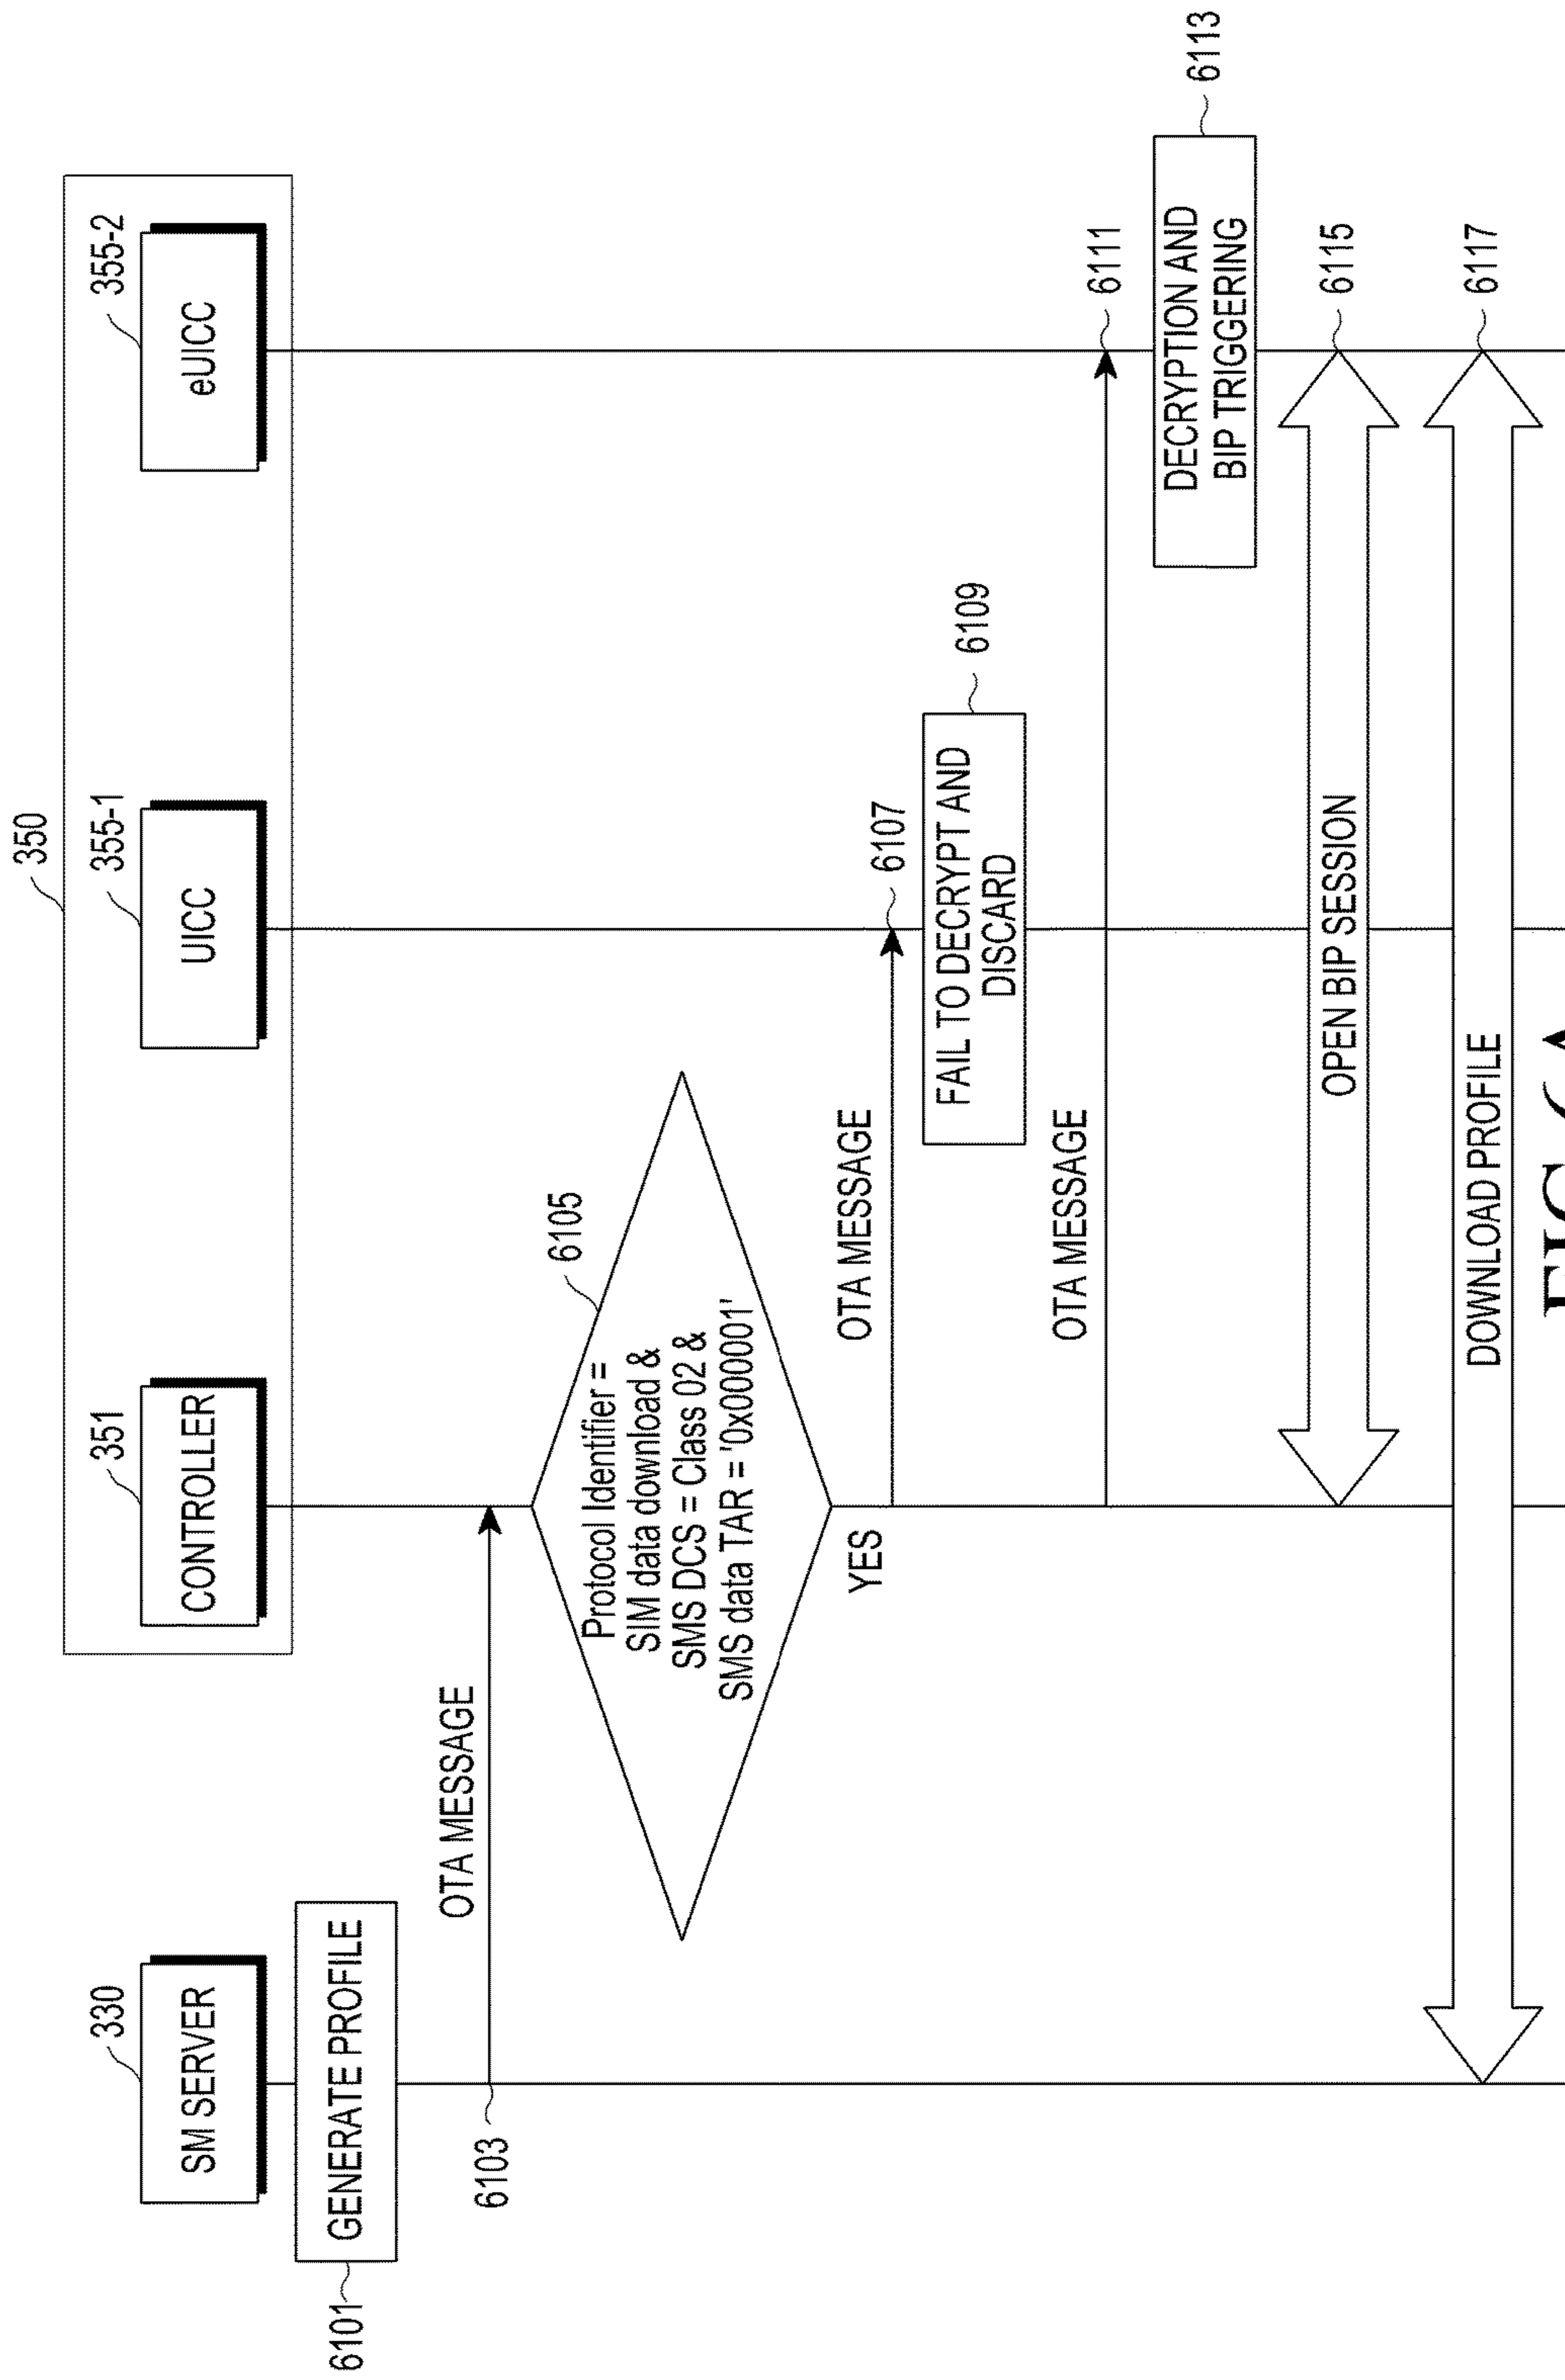 350
330
351
355-1
355-2
SM SERVER
CONTROLLER
UICC
eUICC
6101
GENERATE PROFILE
OTA MESSAGE
6103
6105
Protocol Identifier =
SIM data download &
SMS DCS = Class 02 &
SMS data TAR = '0x000001'
YES
OTA MESSAGE
6107
FAIL TO DECRYPT AND
DISCARD
6109
OTA MESSAGE
6111
DECRYPTION AND
BIP TRIGGERING
6113
OPEN BIP SESSION
6115
DOWNLOAD PROFILE
6117